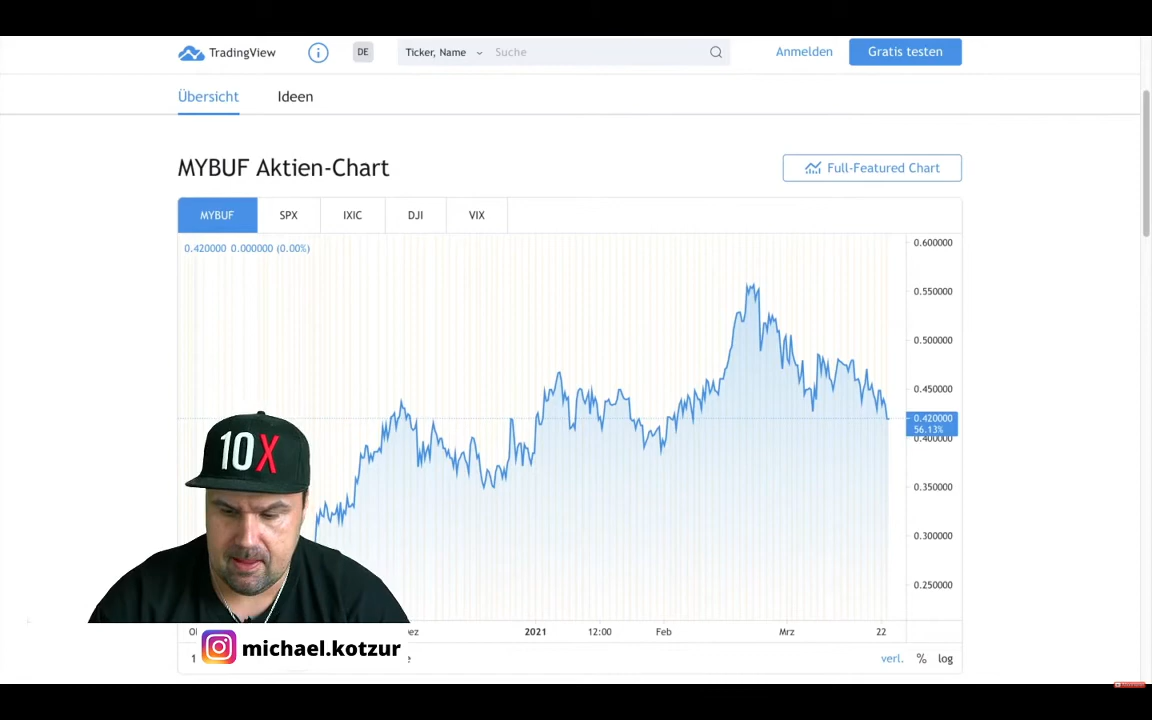 TradingView
DE
Ticker, Name
Suche
Anmelden
Gratis testen
Übersicht
Ideen
MYBUF Aktien-Chart
Full-Featured Chart
MYBUF
SPX
IXIC
DJI
VIX
0.420000 0.000000 (0.00%)
0.600000
0.550000
0.500000
0.450000
0.420000
56.13%
0.400000
0.350000
0.300000
0.250000
10X
2021
12:00
Feb
Mrz
22
michael.kotzur
1
verl.
%
log